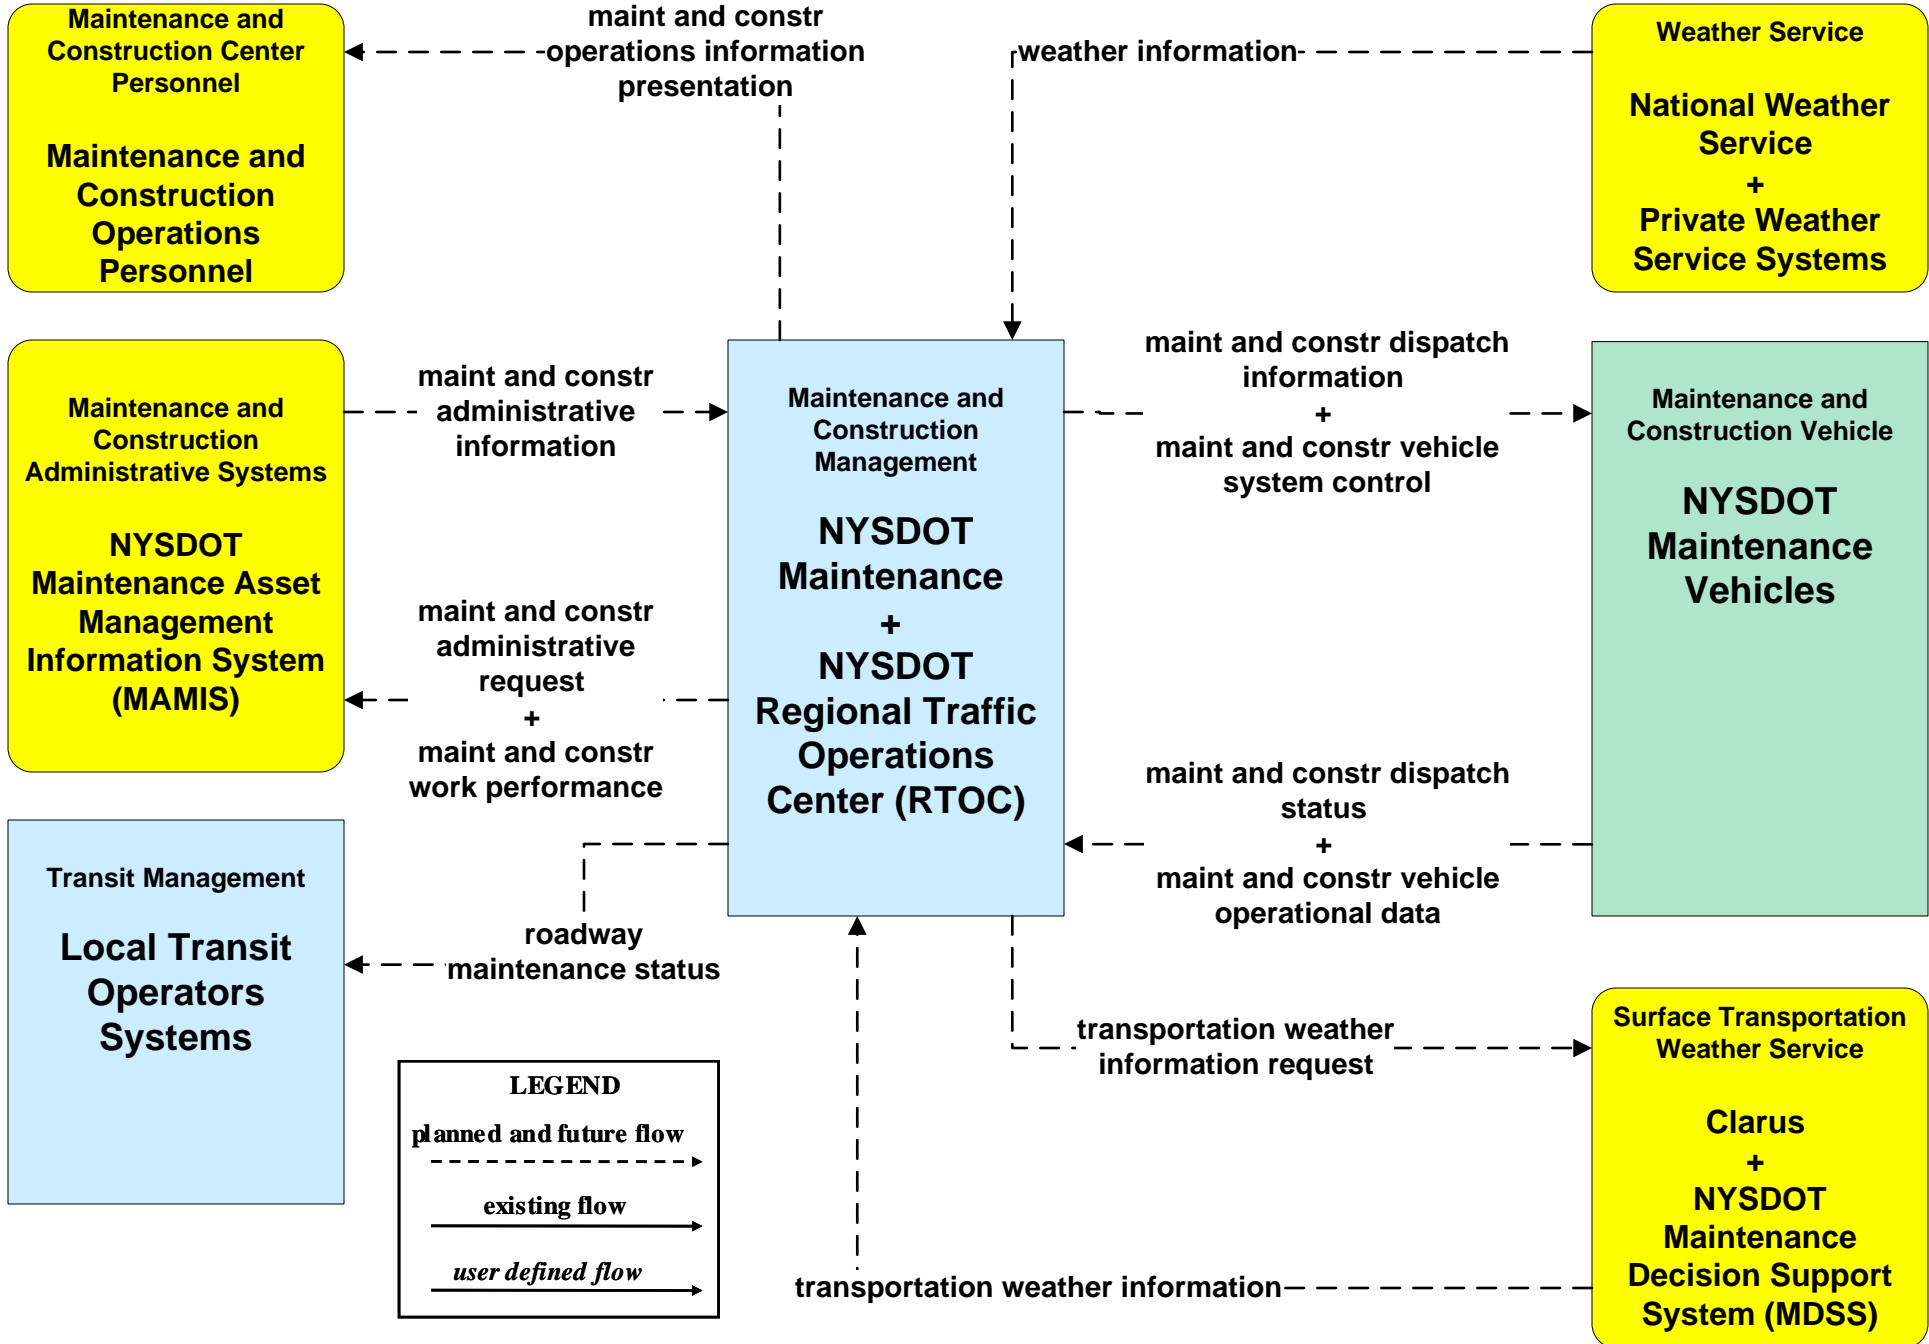 Maintenance and
Construction Center
Personnel
Maintenance and
Construction
Operations
Personnel
maint and constr
operations information
presentation
weather information
Weather Service
National Weather
Service
+
Private Weather
Service Systems
Maintenance and
Construction
Administrative Systems
NYSDOT
Maintenance Asset
Management
Information System
(MAMIS)
maint and constr
administrative
information
maint and constr
administrative
request
+
maint and constr
work performance
Maintenance and
Construction
Management
NYSDOT
Maintenance
+
NYSDOT
Regional Traffic
Operations
Center (RTOC)
maint and constr dispatch
information
+
maint and constr vehicle
system control
maint and constr dispatch
status
+
maint and constr vehicle
operational data
Maintenance and
Construction Vehicle
NYSDOT
Maintenance
Vehicles
Transit Management
Local Transit
Operators
Systems
roadway
maintenance status
transportation weather
information request
transportation weather information
Surface Transportation
Weather Service
Clarus
+
NYSDOT
Maintenance
Decision Support
System (MDSS)
LEGEND
planned and future flow
existing flow
user defined flow